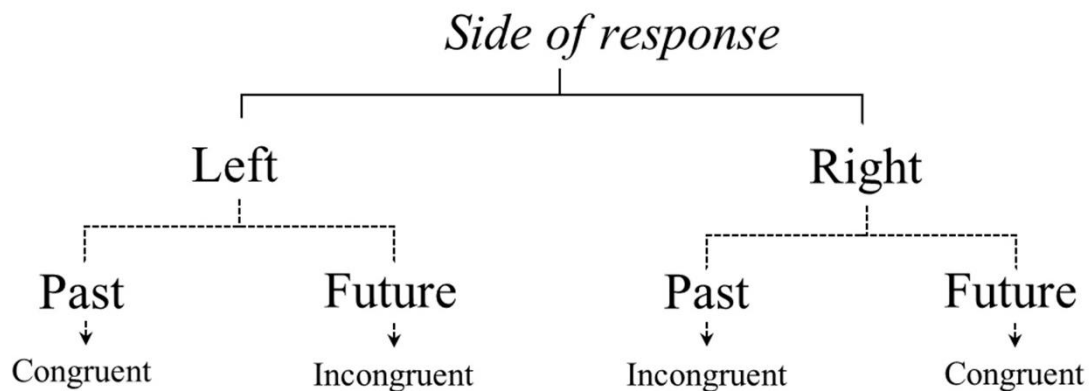 Side of response
Left Right
Past Future Past Future
Congruent Incongruent Incongruent Congruent